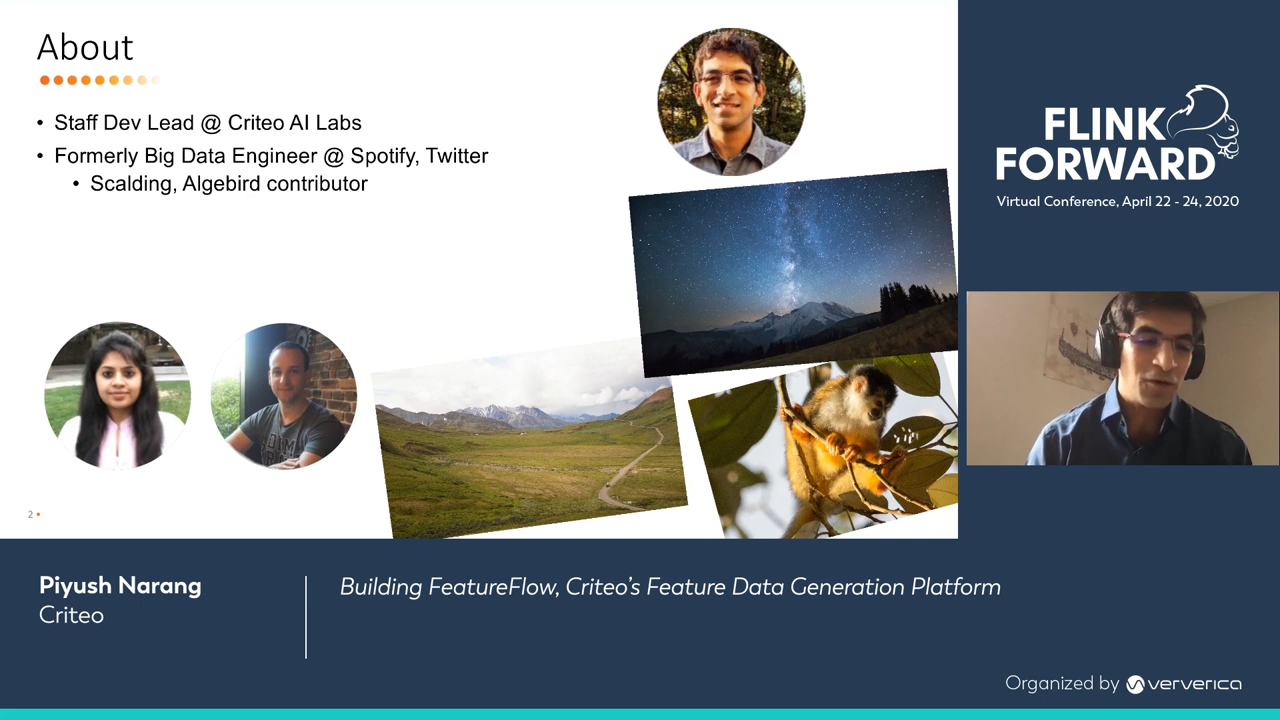 About
• Staff Dev Lead @ Criteo AI Labs
• Formerly Big Data Engineer @ Spotify, Twitter
• Scalding, Algebird contributor
2
FLINK
FORWARD
Virtual Conference, April 22 - 24, 2020
Piyush Narang
Criteo
Building FeatureFlow, Criteo's Feature Data Generation Platform
Organized by ververica